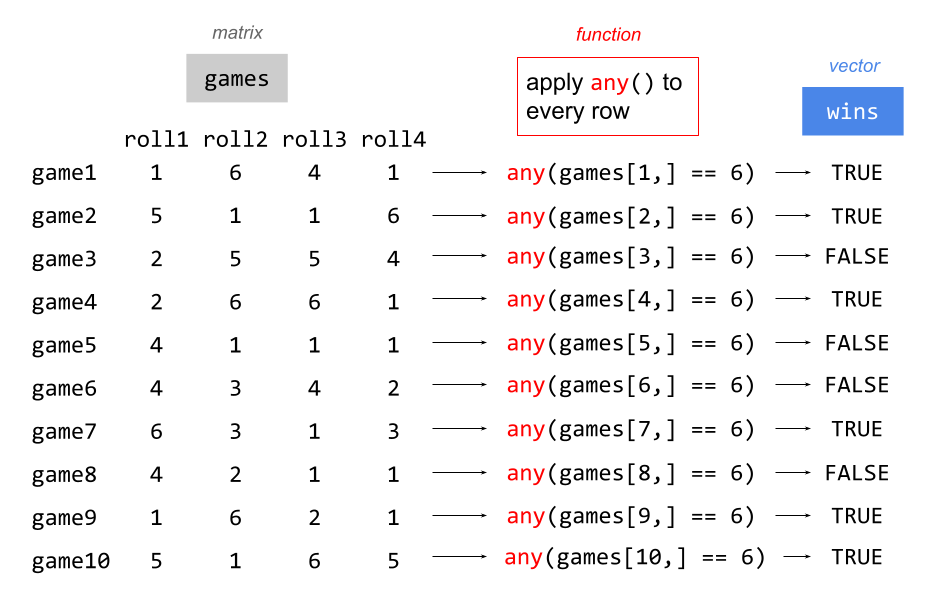 matrix
games
function
apply any() to
every row
vector
wins
roll1 roll2 roll3 roll4
game1 1 6 4 1 any(games[1,] == 6) TRUE
game2 5 1 1 6 any(games[2,] == 6) TRUE
game3 2 5 5 4 any(games[3,] == 6) FALSE
game4 2 6 6 1 any(games[4,] == 6) TRUE
game5 4 1 1 1 any(games[5,] == 6) FALSE
game6 4 3 4 2 any(games[6,] == 6) FALSE
game7 6 3 1 3 any(games[7,] == 6) TRUE
game8 4 2 1 1 any(games[8,] == 6) FALSE
game9 1 6 2 1 any(games[9,] == 6) TRUE
game10 5 1 6 5 any(games[10,] == 6) TRUE